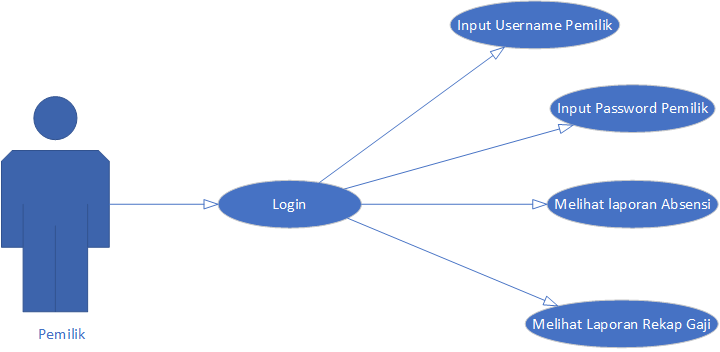 Input Username Pemilik
Input Password Pemilik
Login
Melihat laporan Absensi
Melihat Laporan Rekap Gaji
Pemilik